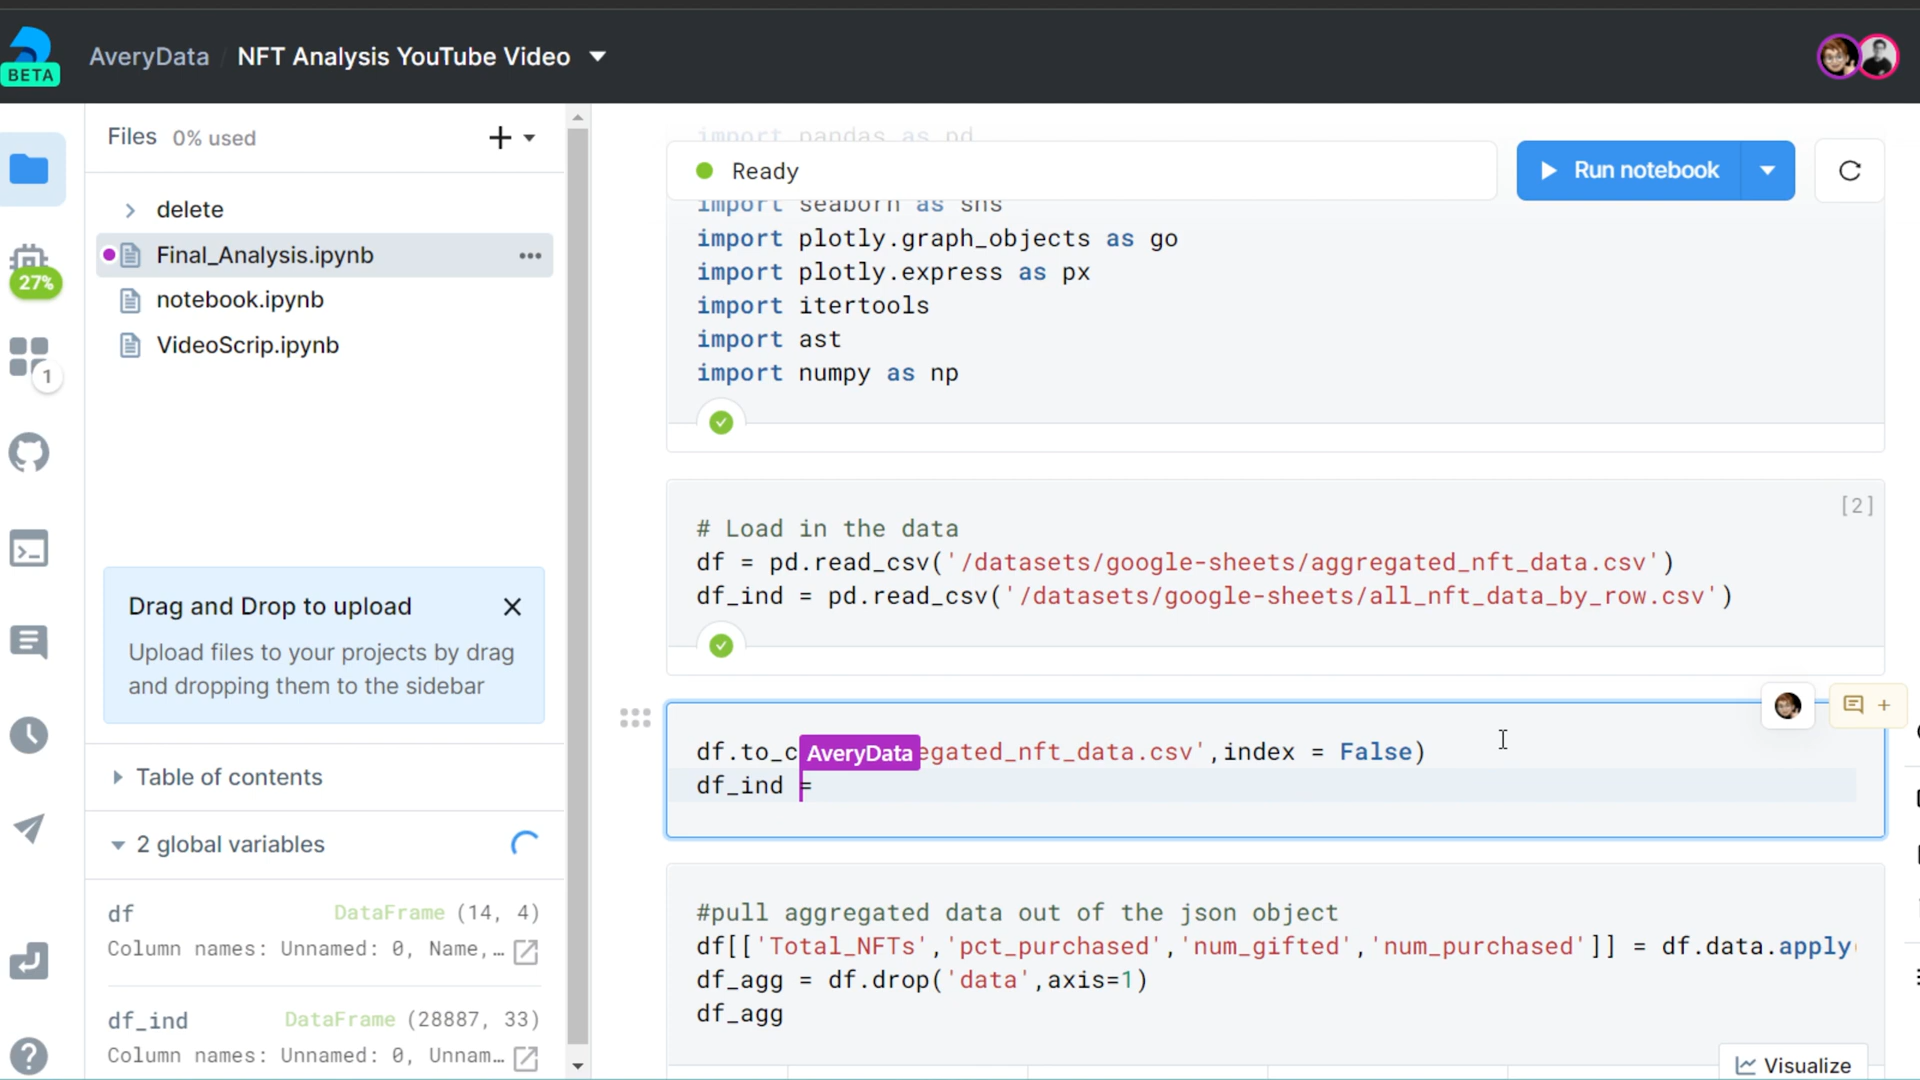 BETA
AveryData / NFT Analysis YouTube Video
Files 0% used
delete
Final_Analysis.ipynb
notebook.ipynb
VideoScrip.ipynb
27%
1
Drag and Drop to upload
Upload files to your projects by drag
and dropping them to the sidebar
Table of contents
2 global variables
df DataFrame (14, 4)
Column names: Unnamed: 0, Name,…
df_ind DataFrame (28887, 33)
Column names: Unnamed: 0, Unnam…
import pandas as pd
Ready
Run notebook
import seaborn as sns
import plotly.graph_objects as go
import plotly.express as px
import itertools
import ast
import numpy as np
[2]
# Load in the data
df = pd.read_csv('/datasets/google-sheets/aggregated_nft_data.csv')
df_ind = pd.read_csv('/datasets/google-sheets/all_nft_data_by_row.csv')
df.to_c AveryData egated_nft_data.csv',index = False)
df_ind =
#pull aggregated data out of the json object
df[['Total_NFTs','pct_purchased','num_gifted','num_purchased']] = df.data.apply(
df_agg = df.drop('data',axis=1)
df_agg
Visualize